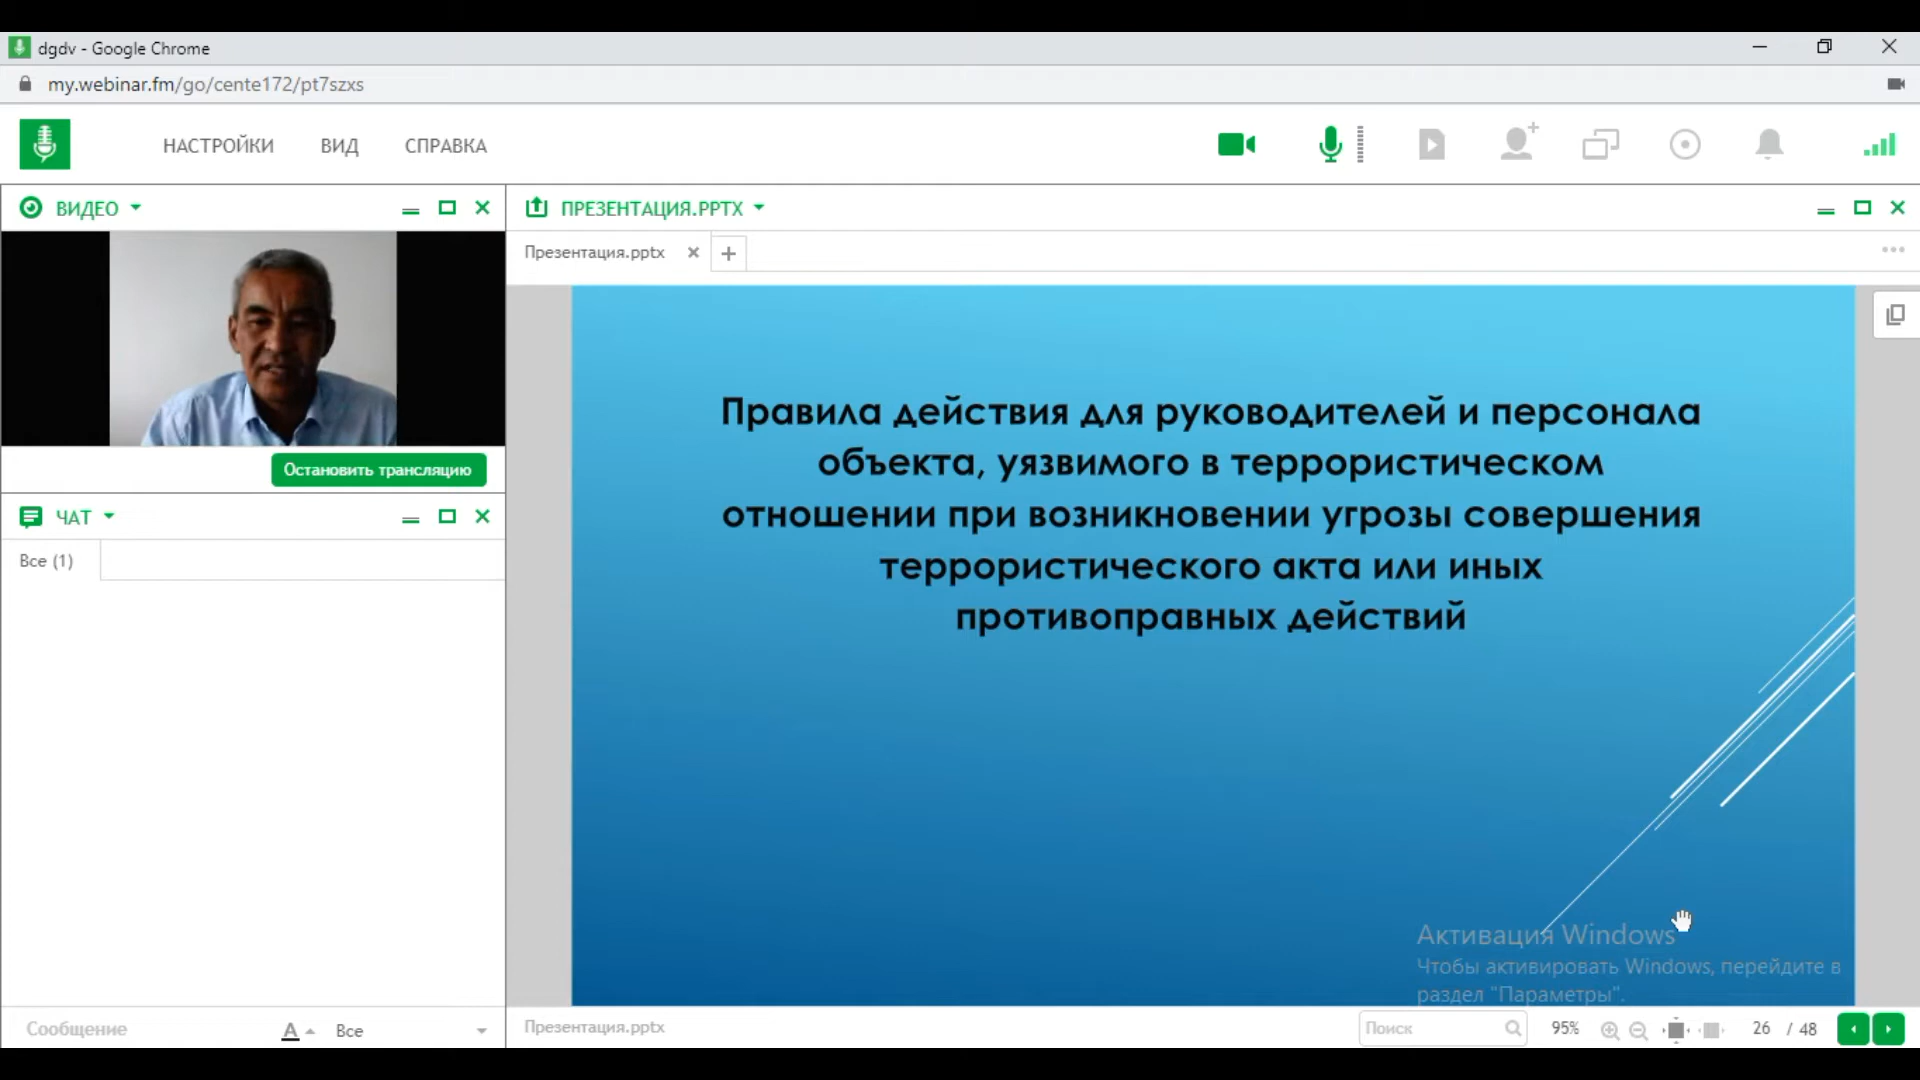 dgdv - Google Chrome
my.webinar.fm/go/cente172/pt7szxs
НАСТРОЙКИ ВИД СПРАВКА
ВИДЕО
Остановить трансляцию
ЧАТ
Все (1)
Сообщение
A Все
ПРЕЗЕНТАЦИЯ.PPTX
Презентация.pptx
Правила действия для руководителей и персонала
объекта, уязвимого в террористическом
отношении при возникновении угрозы совершения
террористического акта или иных
противоправных действий
Активация Windows
Чтобы активировать Windows, перейдите в
раздел "Параметры".
Презентация.pptx
Поиск 95% 26 / 48